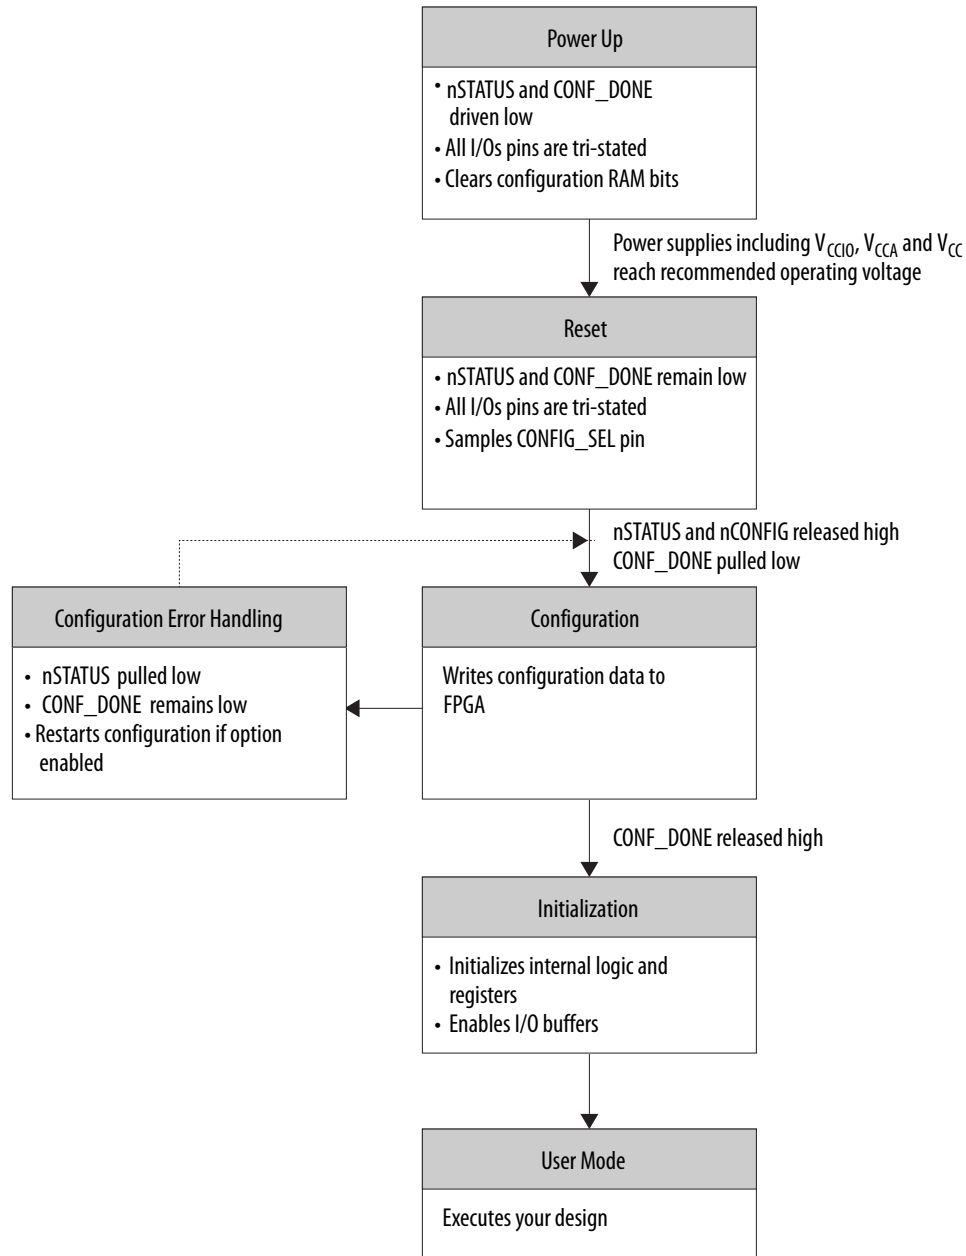 Power Up
• nSTATUS and CONF_DONE
driven low
• All I/Os pins are tri-stated
• Clears configuration RAM bits
Power supplies including VCCIO, VCCA and VCC
reach recommended operating voltage
Reset
• nSTATUS and CONF_DONE remain low
• All I/Os pins are tri-stated
• Samples CONFIG_SEL pin
nSTATUS and nCONFIG released high
CONF_DONE pulled low
Configuration Error Handling
• nSTATUS pulled low
• CONF_DONE remains low
• Restarts configuration if option
enabled
Configuration
Writes configuration data to
FPGA
CONF_DONE released high
Initialization
• Initializes internal logic and
registers
• Enables I/O buffers
User Mode
Executes your design